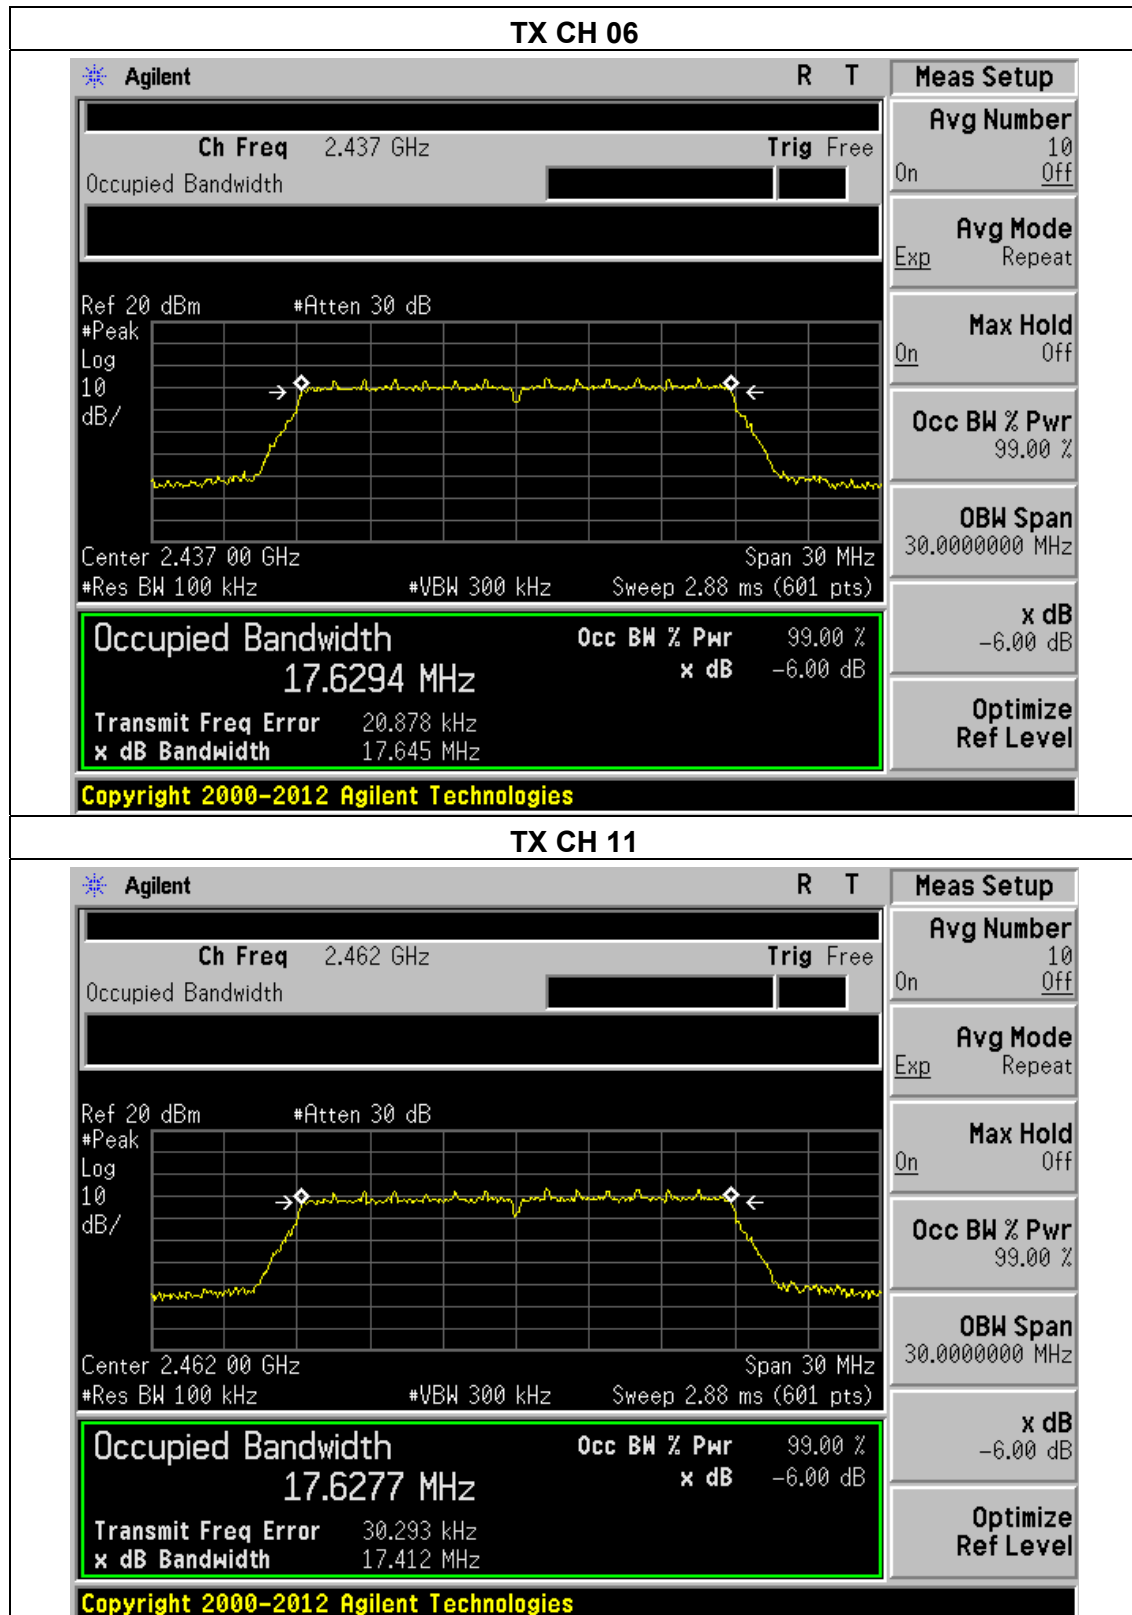 TX CH 06
Agilent R T Meas Setup
Ch Freq 2.437 GHz Trig Free
Occupied Bandwidth
Avg Number
10
On Off
Avg Mode
Exp Repeat
Max Hold
On Off
Occ BW % Pwr
99.00 %
OBW Span
30.0000000 MHz
x dB
-6.00 dB
Optimize
Ref Level
Ref 20 dBm #Atten 30 dB
#Peak
Log
10
dB/
Center 2.437 00 GHz Span 30 MHz
#Res BW 100 kHz #VBW 300 kHz Sweep 2.88 ms (601 pts)
Occupied Bandwidth Occ BW % Pwr 99.00 %
17.6294 MHz x dB -6.00 dB
Transmit Freq Error 20.878 kHz
x dB Bandwidth 17.645 MHz
Copyright 2000-2012 Agilent Technologies
TX CH 11
Agilent R T Meas Setup
Ch Freq 2.462 GHz Trig Free
Occupied Bandwidth
Avg Number
10
On Off
Avg Mode
Exp Repeat
Max Hold
On Off
Occ BW % Pwr
99.00 %
OBW Span
30.0000000 MHz
x dB
-6.00 dB
Optimize
Ref Level
Ref 20 dBm #Atten 30 dB
#Peak
Log
10
dB/
Center 2.462 00 GHz Span 30 MHz
#Res BW 100 kHz #VBW 300 kHz Sweep 2.88 ms (601 pts)
Occupied Bandwidth Occ BW % Pwr 99.00 %
17.6277 MHz x dB -6.00 dB
Transmit Freq Error 30.293 kHz
x dB Bandwidth 17.412 MHz
Copyright 2000-2012 Agilent Technologies